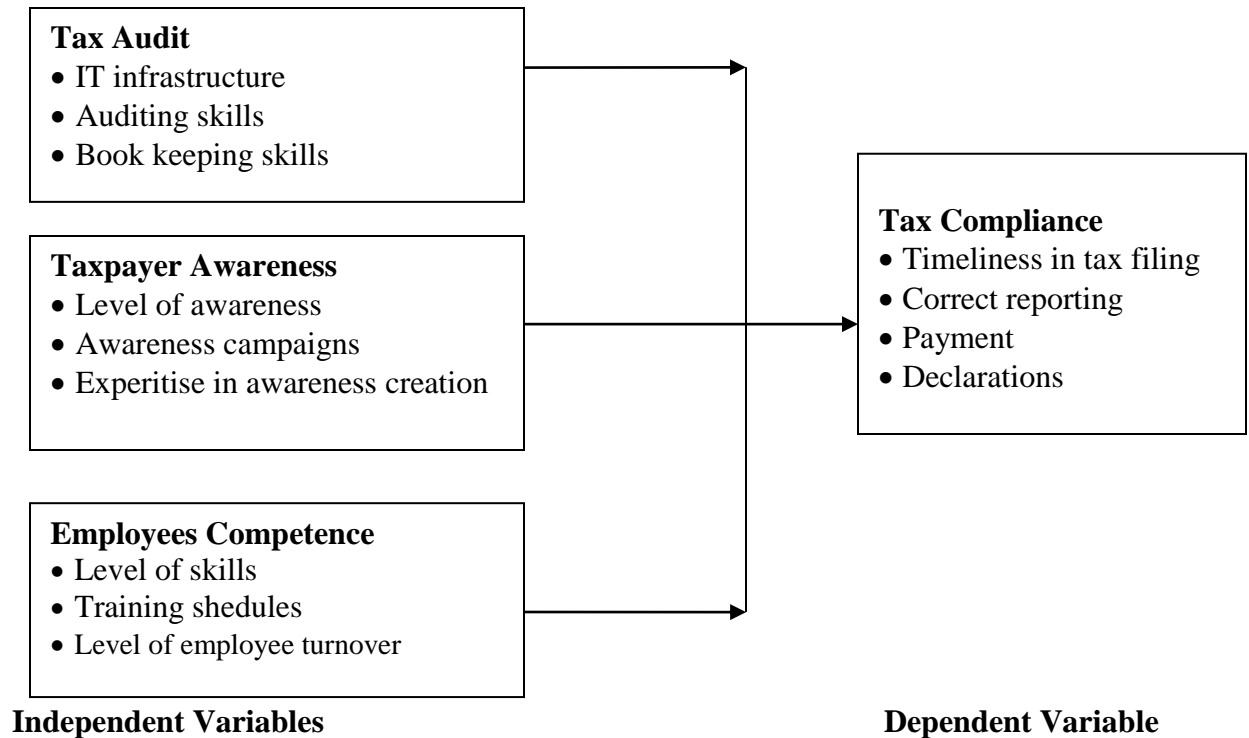 Tax Audit
• IT infrastructure
• Auditing skills
• Book keeping skills
Taxpayer Awareness
• Level of awareness
• Awareness campaigns
• Experitise in awareness creation
Employees Competence
• Level of skills
• Training shedules
• Level of employee turnover
Independent Variables
Tax Compliance
• Timeliness in tax filing
• Correct reporting
• Payment
• Declarations
Dependent Variable